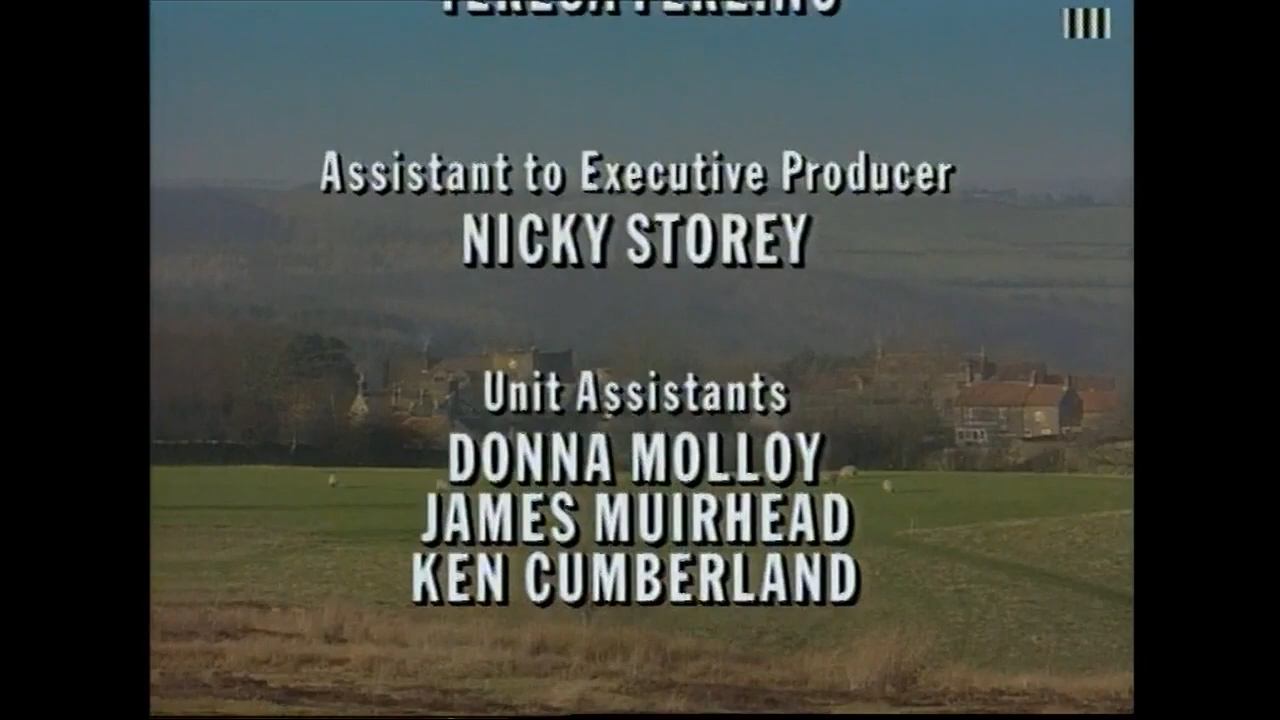 Assistant to Executive Producer
NICKY STOREY
Unit Assistants
DONNA MOLLOY
JAMES MUIRHEAD
KEN CUMBERLAND